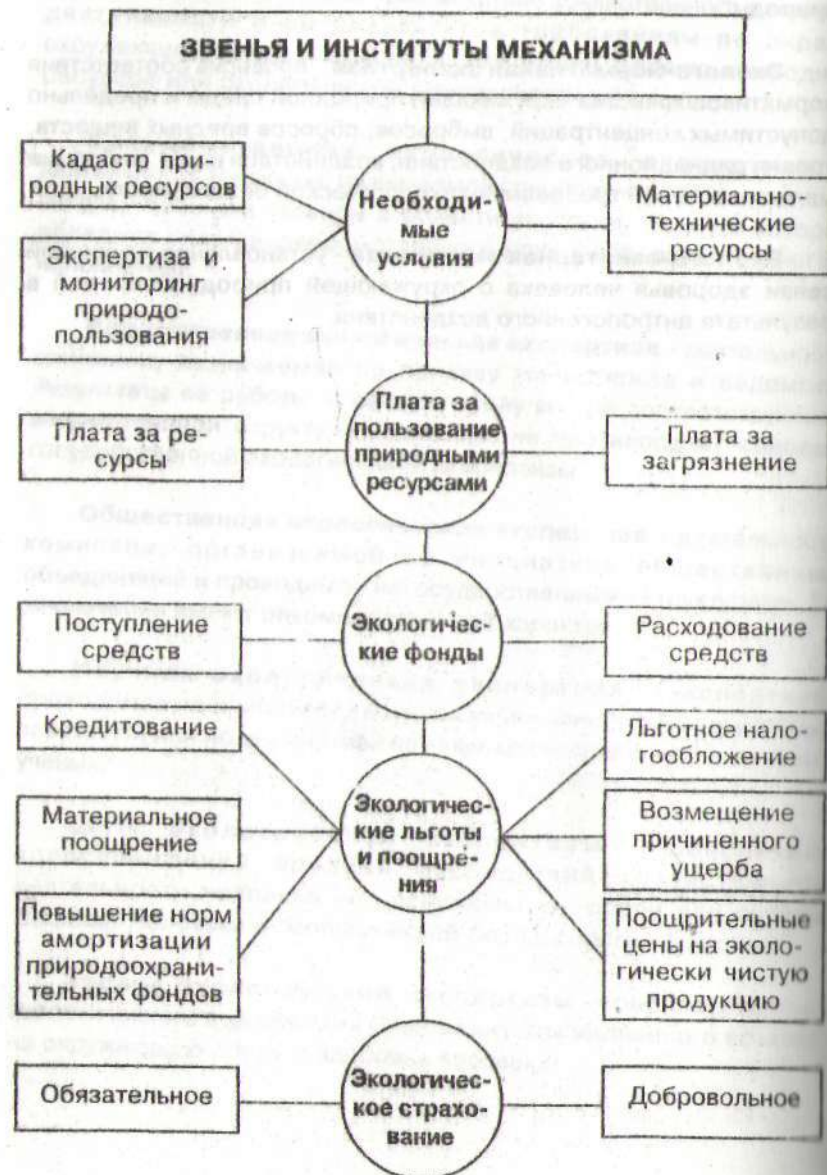 ЗВЕНЬЯ И ИНСТИТУТЫ МЕХАНИЗМА
Кадастр при-
родных ресурсов
Необходи-
мые
условия
Материально-
технические
ресурсы
Экспертиза
мониторинг
природо-
пользования
Плата за ре-
сурсы
Плата за
пользование
природными
ресурсами
Плата за
загрязнение
Поступление
средств
Экологичес-
кие фонды
Расходование
средств
Кредитование
Льготное нало-
гообложение
Материальное
поощрение
Экологичес-
кие льготы
и поощре-
ния
Возмещение
причиненного
ущерба
Повышение норм
амортизации
природоохрани-
тельных фондов
Поощрительные
цены на эколо-
гически чистую
продукцию
Обязательное
Экологичес-
кое страхо-
вание
Добровольное